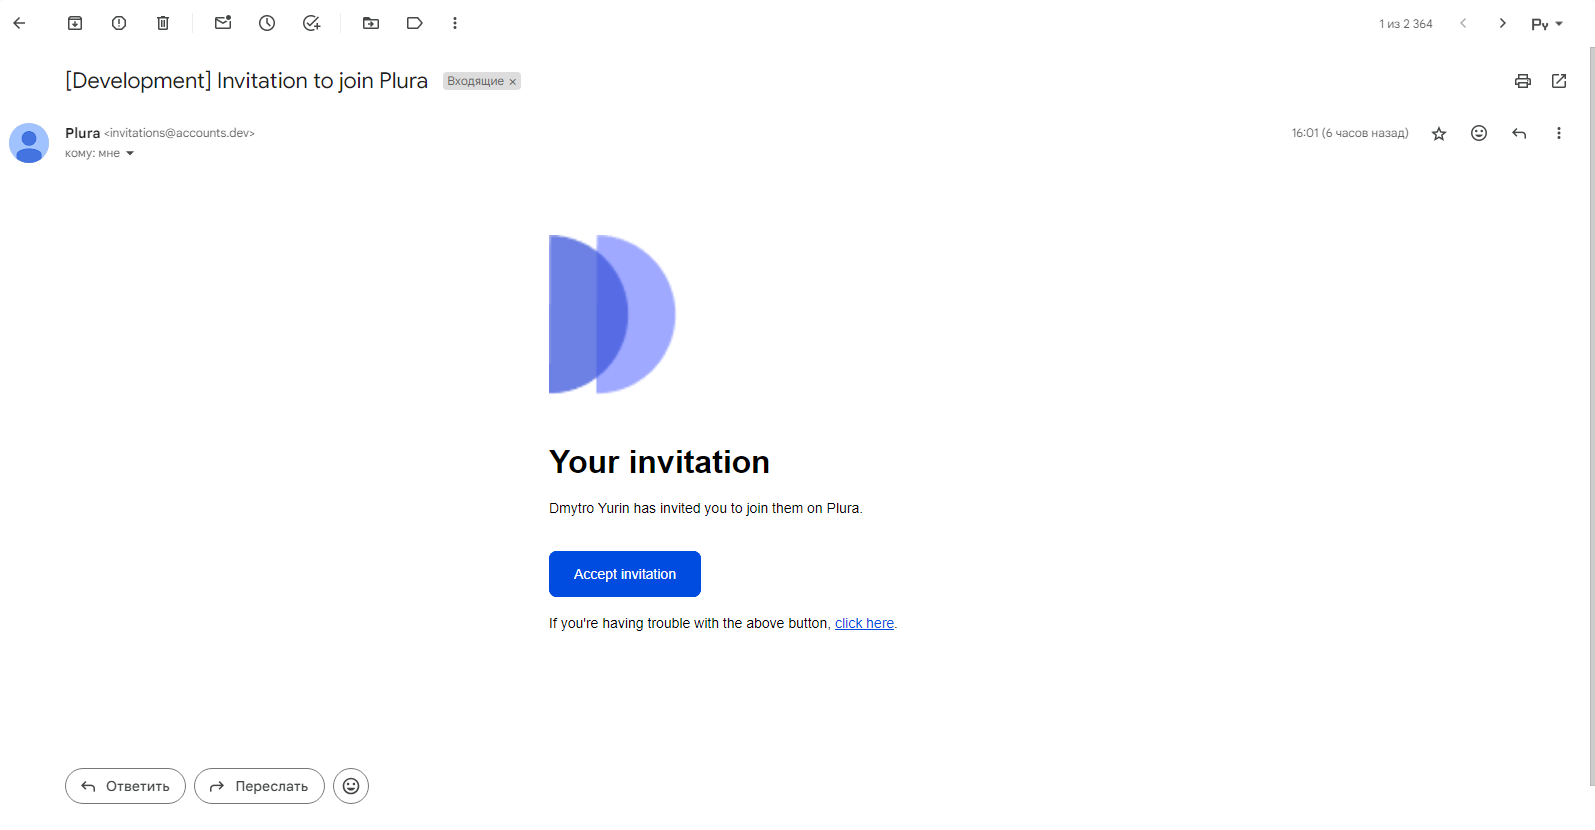 1 из 2 364
Ру
[Development] Invitation to join Plura Входящие ×
Plura <invitations@accounts.dev> 16:01 (6 часов назад)
кому: мне
Your invitation
Dmytro Yurin has invited you to join them on Plura.
Accept invitation
If you're having trouble with the above button, click here.
Ответить Переслать